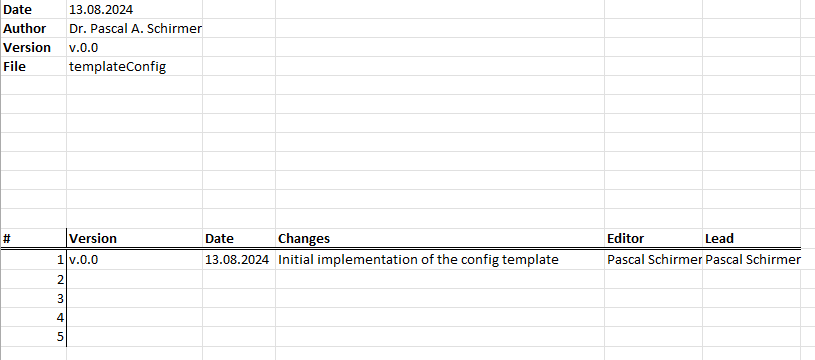 Date 13.08.2024
Author Dr. Pascal A. Schirmer
Version v.0.0
File templateConfig
# Version Date Changes Editor Lead
1 v.0.0 13.08.2024 Initial implementation of the config template Pascal Schirmer Pascal Schirmer
2
3
4
5